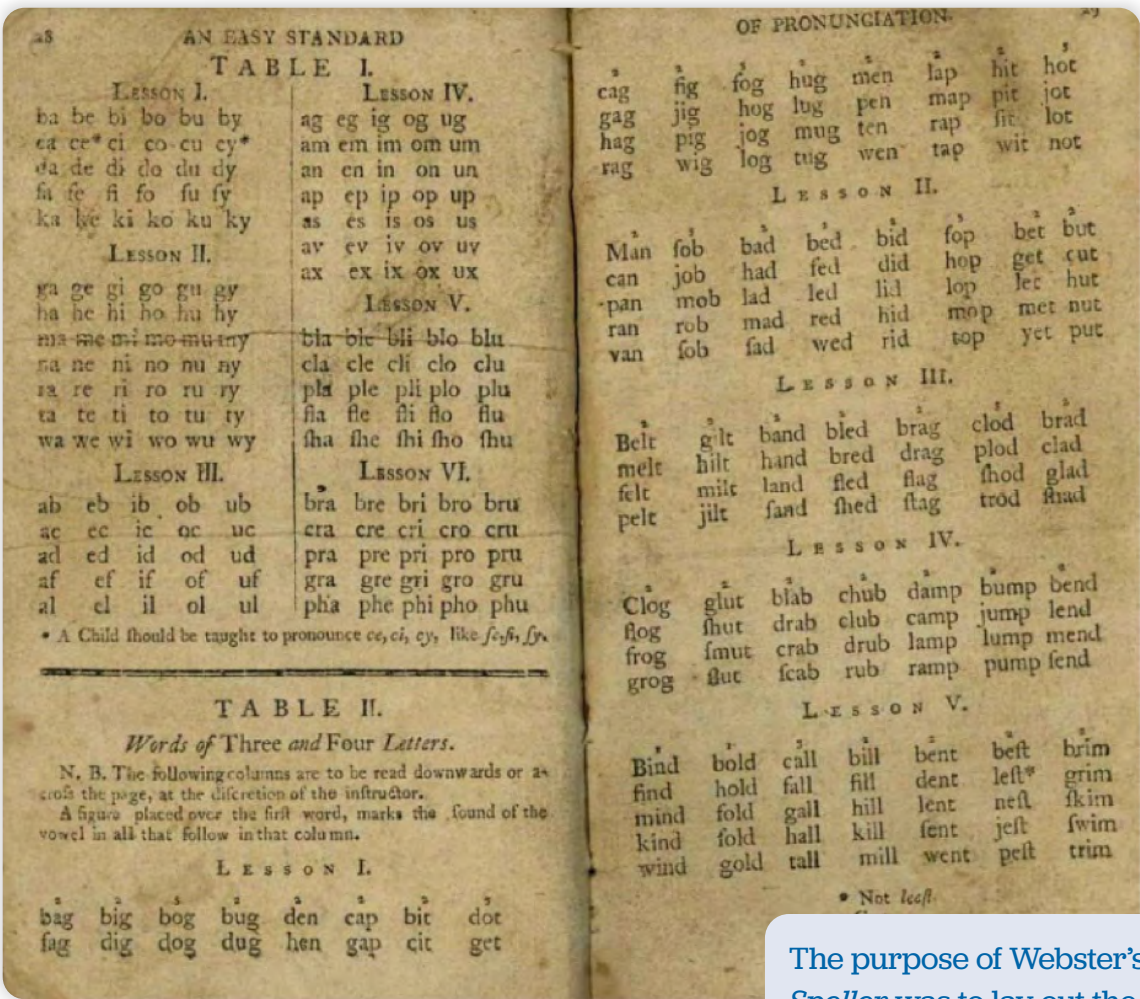 28 AN EASY STANDARD
TABLE I.
LESSON I.
ba be bi bo bu by
ca ce* ci co cu cy*
da de di do du dy
fa fe fi fo fu fy
ka ke ki ko ku ky
LESSON II.
ga ge gi go gu gy
ha he hi ho hu hy
ma me mi mo mu my
na ne ni no nu ny
ra re ri ro ru ry
ta te ti to tu ty
wa we wi wo wu wy
LESSON III.
ab eb ib ob ub
ac ec ic oc uc
ad ed id od ud
af ef if of uf
al el il ol ul
LESSON IV.
ag eg ig og ug
am em im om um
an en in on un
ap ep ip op up
as es is os us
av ev iv ov uv
ax ex ix ox ux
LESSON V.
bla ble bli blo blu
cla cle cli clo clu
pla ple pli plo plu
fla fle fli flo flu
ſha ſhe ſhi ſho ſhu
LESSON VI.
bra bre bri bro bru
cra cre cri cro cru
pra pre pri pro pru
gra gre gri gro gru
pha phe phi pho phu
* A Child ſhould be taught to pronounce ce, ci, cy, like ſe, ſi, ſy.
TABLE II.
Words of Three and Four Letters.
N. B. The following columns are to be read downwards or a-
croſs the page, at the diſcretion of the inſtructor.
A figure placed over the firſt word, marks the ſound of the
vowel in all that follow in that column.
LESSON I.
bag big bog bug den cap bit dot
fag dig dog dug hen gap cit get
OF PRONUNCIATION. 29
cag fig fog hug men lap hit hot
gag jig hog lug pen map pit jot
hag pig jog mug ten rap ſit lot
rag wig log tug wen tap wit not
LESSON II.
Man fob bad bed bid fop bet but
can job had fed did hop get cut
pan mob lad led lid lop let hut
ran rob mad red hid mop met nut
van ſob ſad wed rid top yet put
LESSON III.
Belt gilt band bled brag clod brad
melt hilt hand bred drag plod clad
felt milt land fled flag ſhod glad
pelt jilt ſand ſhed ſtag trod ſhad
LESSON IV.
Clog glut blab chub damp bump bend
flog ſhut drab club camp jump lend
frog ſmut crab drub lamp lump mend
grog ſlut ſcab rub ramp pump ſend
LESSON V.
Bind bold call bill bent beſt brim
find hold fall fill dent leſt* grim
mind fold gall hill lent neſt ſkim
kind ſold hall kill ſent jeſt ſwim
wind gold tall mill went peſt trim
* Not leaſt.
The purpose of Webster's
Speller was to lay out the